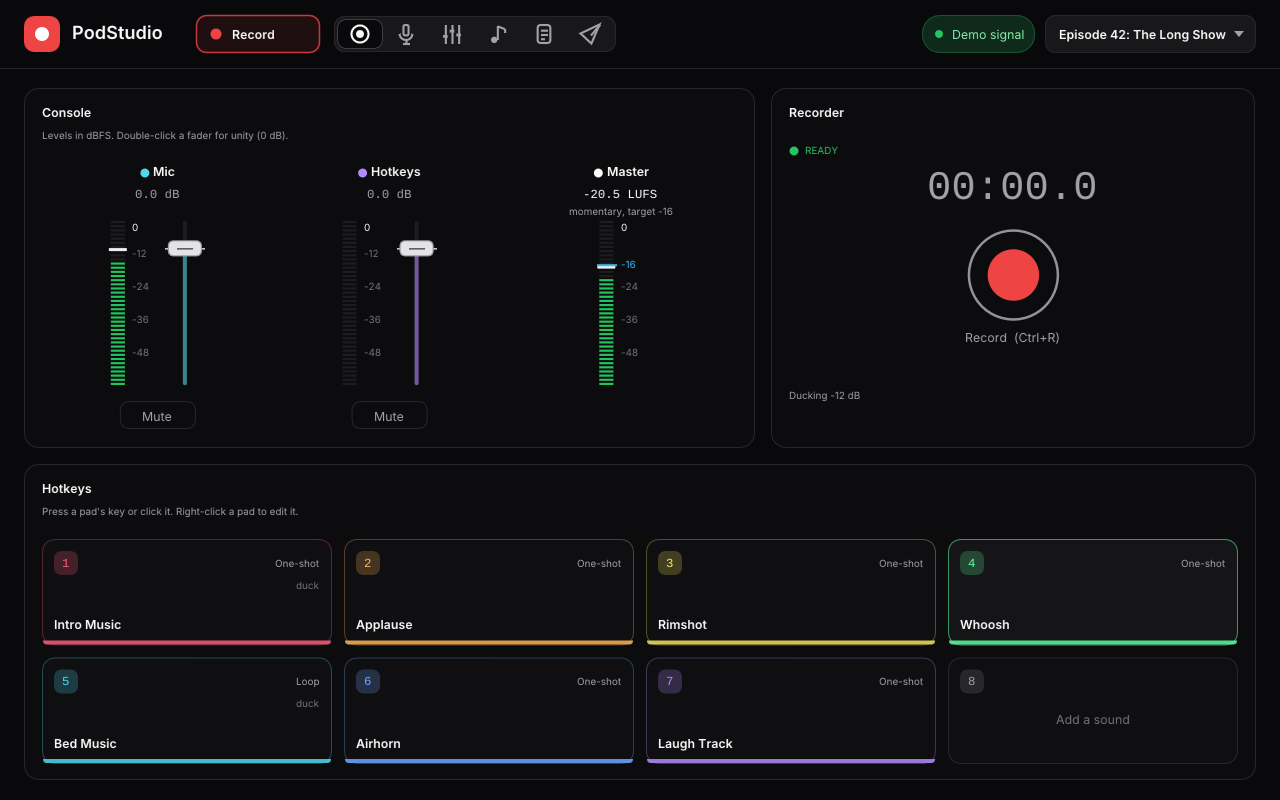 PodStudio
Record
Demo signal
Episode 42: The Long Show
Console
Levels in dBFS. Double-click a fader for unity (0 dB).
Mic
0.0 dB
0
-12
-24
-36
-48
Mute
Hotkeys
0.0 dB
0
-12
-24
-36
-48
Mute
Master
-20.5 LUFS
momentary, target -16
0
-16
-24
-36
-48
Recorder
READY
00:00.0
Record (Ctrl+R)
Ducking -12 dB
Hotkeys
Press a pad's key or click it. Right-click a pad to edit it.
1
One-shot
duck
Intro Music
2
One-shot
Applause
3
One-shot
Rimshot
4
One-shot
Whoosh
5
Loop
duck
Bed Music
6
One-shot
Airhorn
7
One-shot
Laugh Track
8
Add a sound